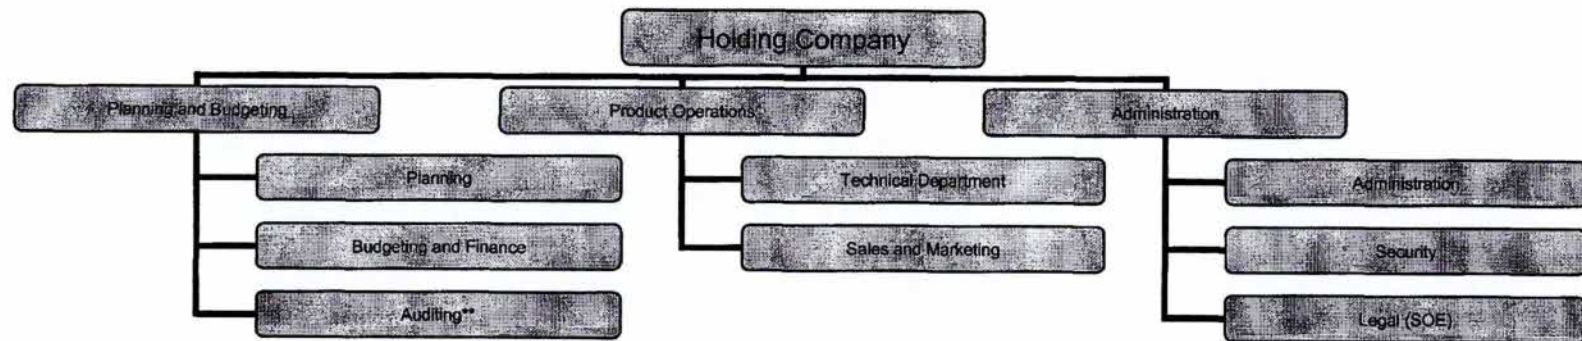 Holding Company
Planning and Budgeting
Product Operations
Administration
Planning
Technical Department
Administration
Budgeting and Finance
Sales and Marketing
Security
Auditing**
Legal (SOE)